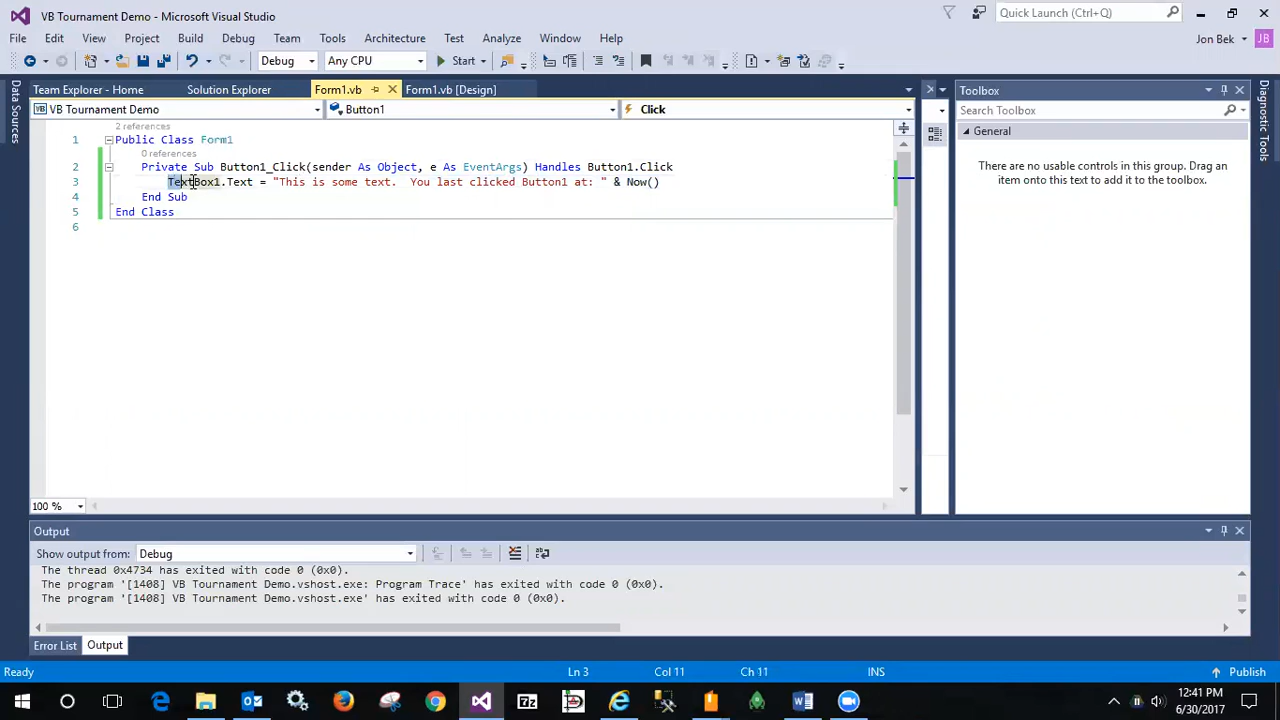 VB Tournament Demo - Microsoft Visual Studio
Quick Launch (Ctrl+Q)
File Edit View Project Build Debug Team Tools Architecture Test Analyze Window Help
Jon Bek JB
Debug Any CPU Start
Data Sources
Team Explorer - Home Solution Explorer Form1.vb Form1.vb [Design]
VB Tournament Demo Button1 Click
2 references
1 Public Class Form1
0 references
2 Private Sub Button1_Click(sender As Object, e As EventArgs) Handles Button1.Click
3 TextBox1.Text = "This is some text.  You last clicked Button1 at: " & Now()
4 End Sub
5 End Class
6
100 %
Toolbox
Search Toolbox
General
There are no usable controls in this group. Drag an
item onto this text to add it to the toolbox.
Diagnostic Tools
Output
Show output from: Debug
The thread 0x4734 has exited with code 0 (0x0).
The program '[1408] VB Tournament Demo.vshost.exe: Program Trace' has exited with code 0 (0x0).
The program '[1408] VB Tournament Demo.vshost.exe' has exited with code 0 (0x0).
Error List Output
Ready Ln 3 Col 11 Ch 11 INS Publish
12:41 PM
6/30/2017